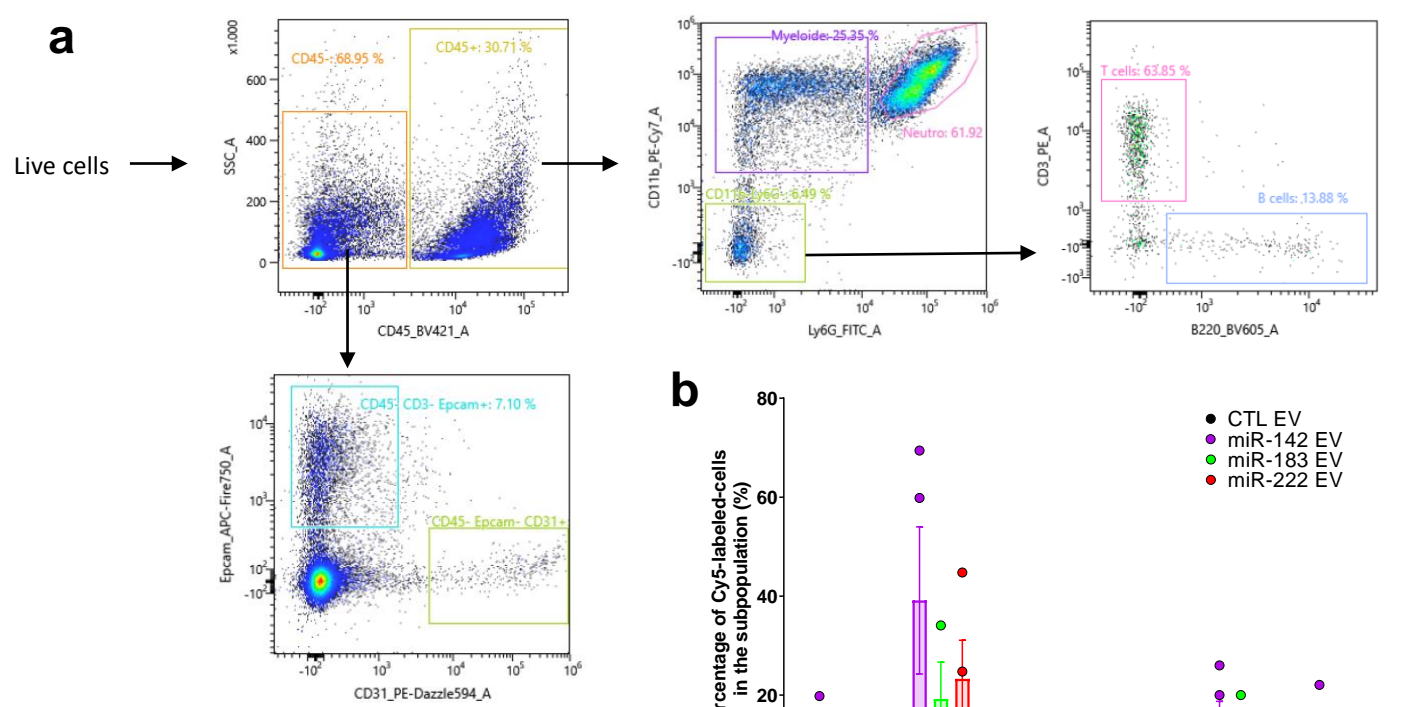 a
Live cells
x1.000
SSC_A
600
400
200
0
CD45-: 68.95 %
CD45+: 30.71 %
-10² 10³ 10⁴ 10⁵
CD45_BV421_A
CD11b_PE-Cy7_A
10⁶
10⁵
10⁴
10³
-10²
Myeloide: 25.35 %
Neutro: 61.92
CD11b- Ly6G-: 6.49 %
-10² 10³ 10⁴ 10⁵ 10⁶
Ly6G_FITC_A
CD3_PE_A
10⁵
10⁴
10³
-10²
-10³
T cells: 63.85 %
B cells: 13.88 %
-10² 10³ 10⁴
B220_BV605_A
Epcam_APC-Fire750_A
10⁴
10³
10²
-10²
CD45- CD3- Epcam+: 7.10 %
CD45- Epcam- CD31+
-10² 10³ 10⁴ 10⁵ 10⁶
CD31_PE-Dazzle594_A
b
rcentage of Cy5-labeled-cells
in the subpopulation (%)
80
60
40
20
CTL EV
miR-142 EV
miR-183 EV
miR-222 EV